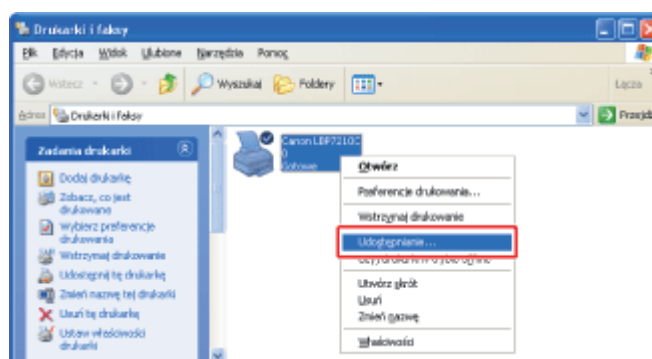 Drukarki i faksy
Plik Edycja Widok Ulubione Narzędzia Pomoc
Wstecz Wyszukaj Foldery Łącza
Adres Drukarki i faksy Przejdź
Zadania drukarki
Dodaj drukarkę
Zobacz, co jest
drukowane
Wybierz preferencje
drukowania
Wstrzymaj drukowanie
Udostępnij tę drukarkę
Zmień nazwę tej drukarki
Usuń tę drukarkę
Ustaw właściwości
drukarki
Canon LBP7210C
0
Gotowe
Otwórz
Preferencje drukowania...
Wstrzymaj drukowanie
Udostępnianie...
Utwórz skrót
Usuń
Zmień nazwę
Właściwości